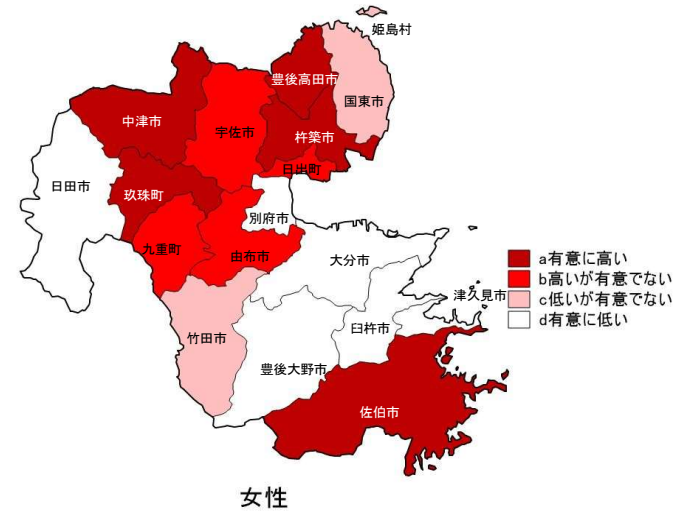 姫島村
豊後高田市
国東市
中津市
宇佐市
杵築市
日出町
日田市
玖珠町
別府市
九重町
由布市
大分市
a有意に高い
b高いが有意でない
c低いが有意でない
d有意に低い
津久見市
臼杵市
竹田市
豊後大野市
佐伯市
女性